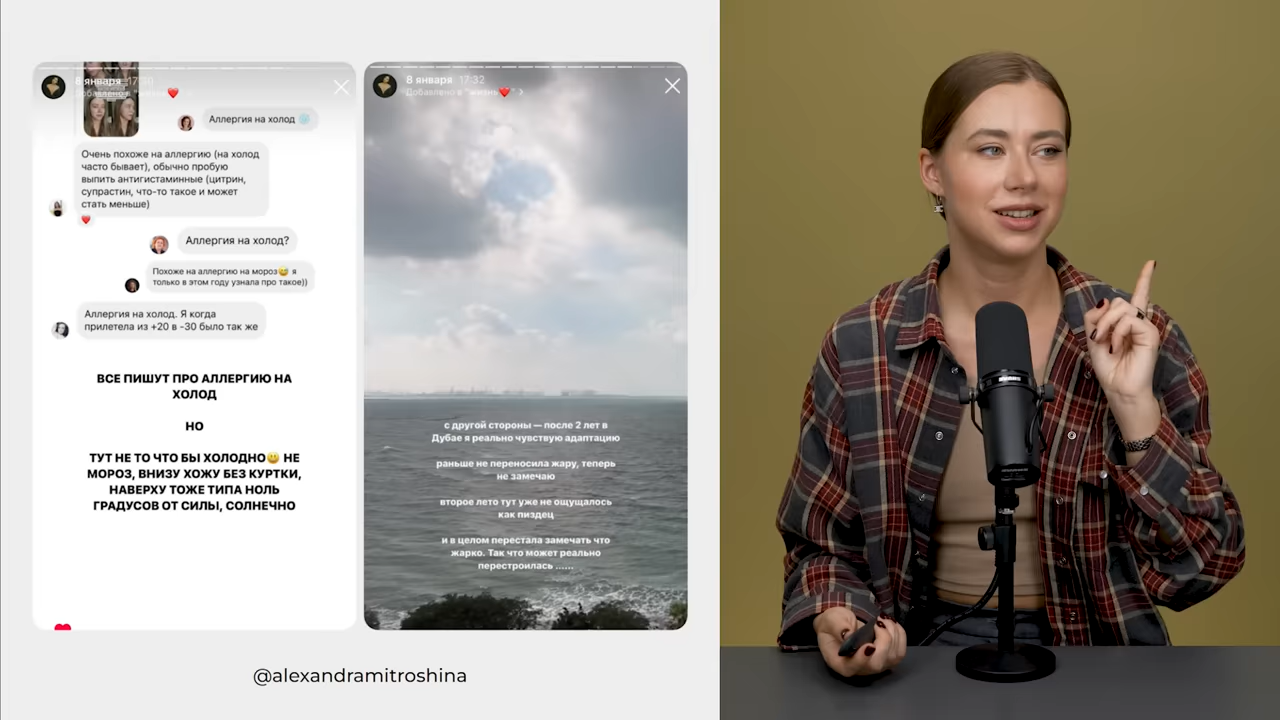 8 января 17:30
Добавлено в "жизнь❤️"
Аллергия на холод 🥶
Очень похоже на аллергию (на холод
часто бывает), обычно пробую
выпить антигистаминные (цитрин,
супрастин, что-то такое и может
стать меньше)
Аллергия на холод?
Похоже на аллергию на мороз😅 я
только в этом году узнала про такое))
Аллергия на холод. Я когда
прилетела из +20 в -30 было так же
ВСЕ ПИШУТ ПРО АЛЛЕРГИЮ НА
ХОЛОД
НО
ТУТ НЕ ТО ЧТО БЫ ХОЛОДНО😀 НЕ
МОРОЗ, ВНИЗУ ХОЖУ БЕЗ КУРТКИ,
НАВЕРХУ ТОЖЕ ТИПА НОЛЬ
ГРАДУСОВ ОТ СИЛЫ, СОЛНЕЧНО
8 января 17:32
Добавлено в "жизнь❤️" >
с другой стороны — после 2 лет в
Дубае я реально чувствую адаптацию
раньше не переносила жару, теперь
не замечаю
второе лето тут уже не ощущалось
как пиздец
и в целом перестала замечать что
жарко. Так что может реально
перестроилась ......
@alexandramitroshina